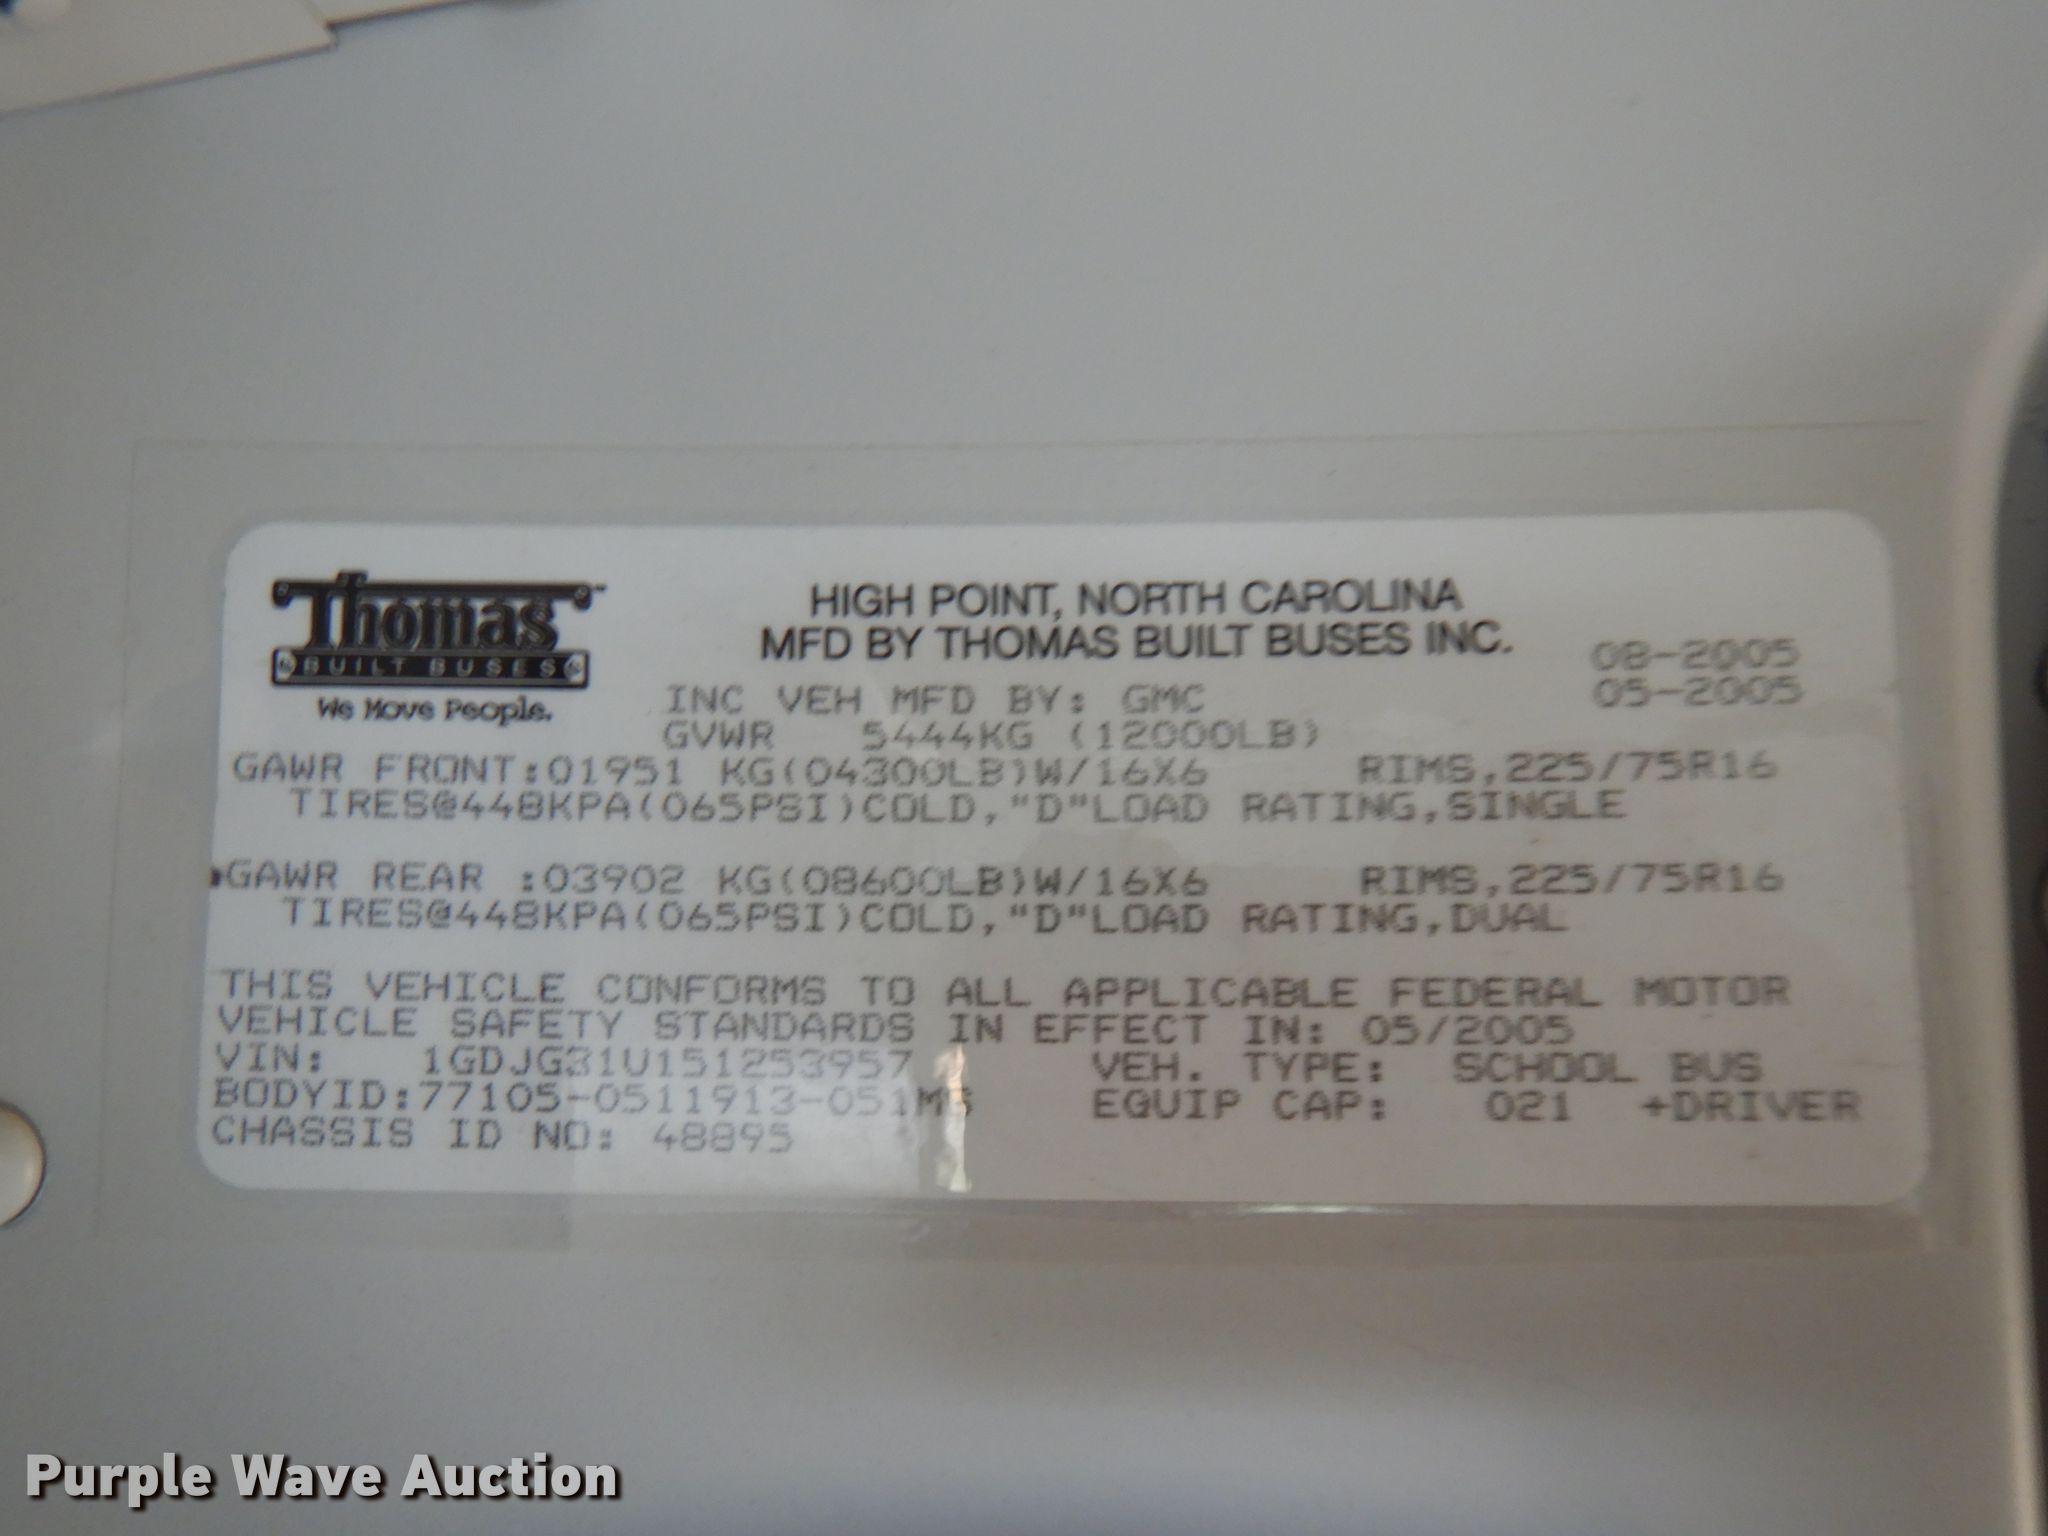 Thomas
BUILT BUSES
We Move People.
HIGH POINT, NORTH CAROLINA
MFD BY THOMAS BUILT BUSES INC.
08-2005
INC VEH MFD BY: GMC 05-2005
GVWR 5444KG (12000LB)
GAWR FRONT:01951 KG(04300LB)W/16X6 RIMS,225/75R16
TIRES@448KPA(065PSI)COLD,"D"LOAD RATING,SINGLE
GAWR REAR :03902 KG(08600LB)W/16X6 RIMS,225/75R16
TIRES@448KPA(065PSI)COLD,"D"LOAD RATING,DUAL
THIS VEHICLE CONFORMS TO ALL APPLICABLE FEDERAL MOTOR
VEHICLE SAFETY STANDARDS IN EFFECT IN: 05/2005
VIN: 1GDJG31U151253957 VEH. TYPE: SCHOOL BUS
BODYID:77105-0511913-051MS EQUIP CAP: 021 +DRIVER
CHASSIS ID NO: 48895
Purple Wave Auction